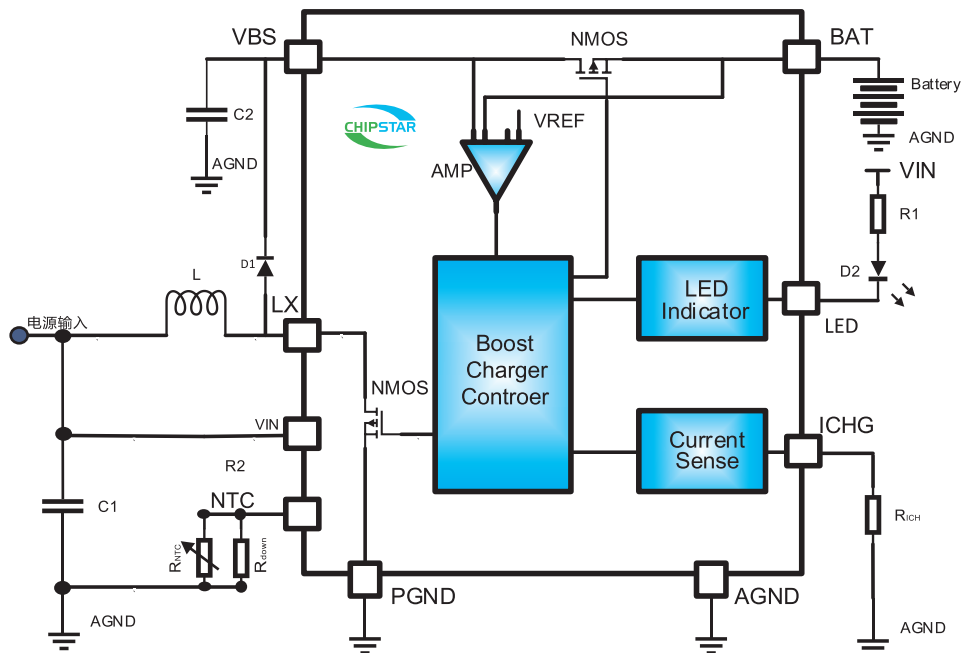 VBS
NMOS
BAT
C2
CHIPSTAR
VREF
Battery
AGND
AMP
AGND
VIN
R1
D1
D2
L
LX
LED
Indicator
LED
电源输入
Boost
Charger
Controer
NMOS
VIN
ICHG
Current
Sense
R2
NTC
C1
RNTC
Rdown
RICH
AGND
PGND
AGND
AGND